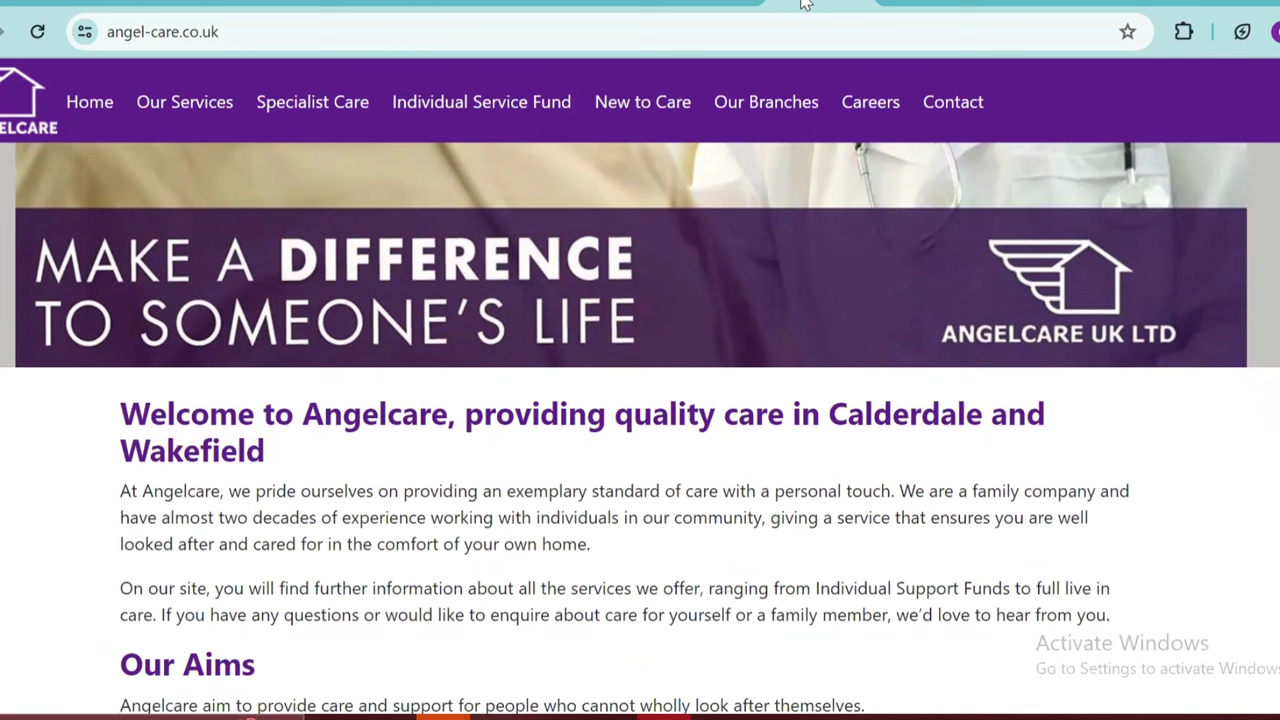 angel-care.co.uk
ELCARE
Home Our Services Specialist Care Individual Service Fund New to Care Our Branches Careers Contact
MAKE A DIFFERENCE
TO SOMEONE'S LIFE
ANGELCARE UK LTD
Welcome to Angelcare, providing quality care in Calderdale and
Wakefield
At Angelcare, we pride ourselves on providing an exemplary standard of care with a personal touch. We are a family company and
have almost two decades of experience working with individuals in our community, giving a service that ensures you are well
looked after and cared for in the comfort of your own home.
On our site, you will find further information about all the services we offer, ranging from Individual Support Funds to full live in
care. If you have any questions or would like to enquire about care for yourself or a family member, we'd love to hear from you.
Activate Windows
Go to Settings to activate Windows
Our Aims
Angelcare aim to provide care and support for people who cannot wholly look after themselves.